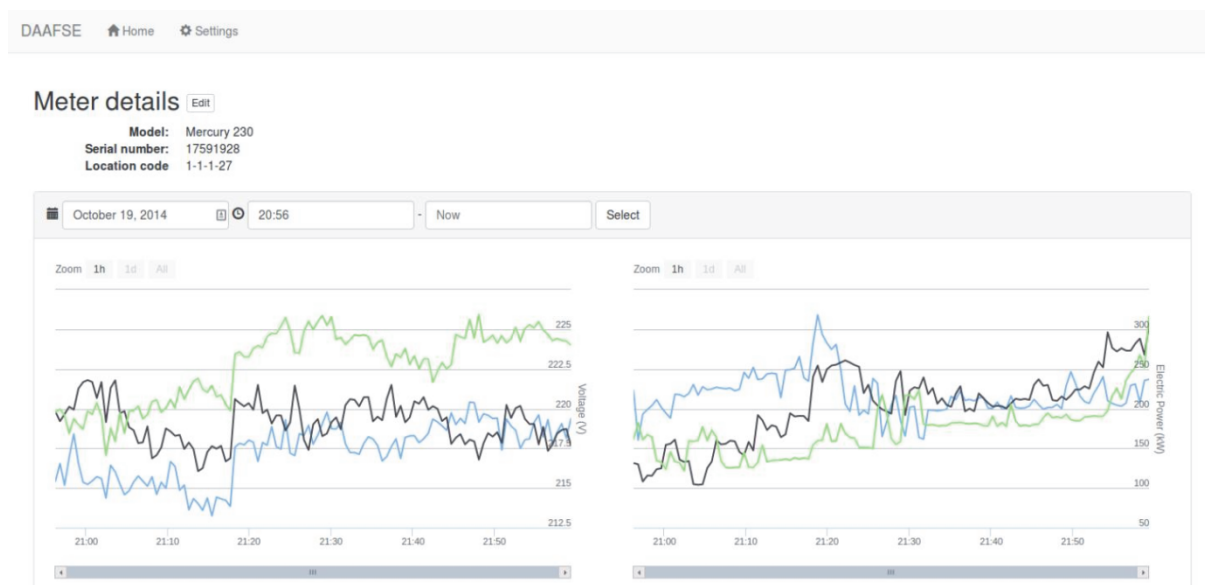 DAAFSE Home Settings
Meter details Edit
Model: Mercury 230
Serial number: 17591928
Location code 1-1-1-27
October 19, 2014 20:56 - Now Select
Zoom 1h 1d All
225
222.5
220
217.5
215
212.5
Voltage (V)
21:00 21:10 21:20 21:30 21:40 21:50
Zoom 1h 1d All
300
250
200
150
100
50
Electric Power (kW)
21:00 21:10 21:20 21:30 21:40 21:50